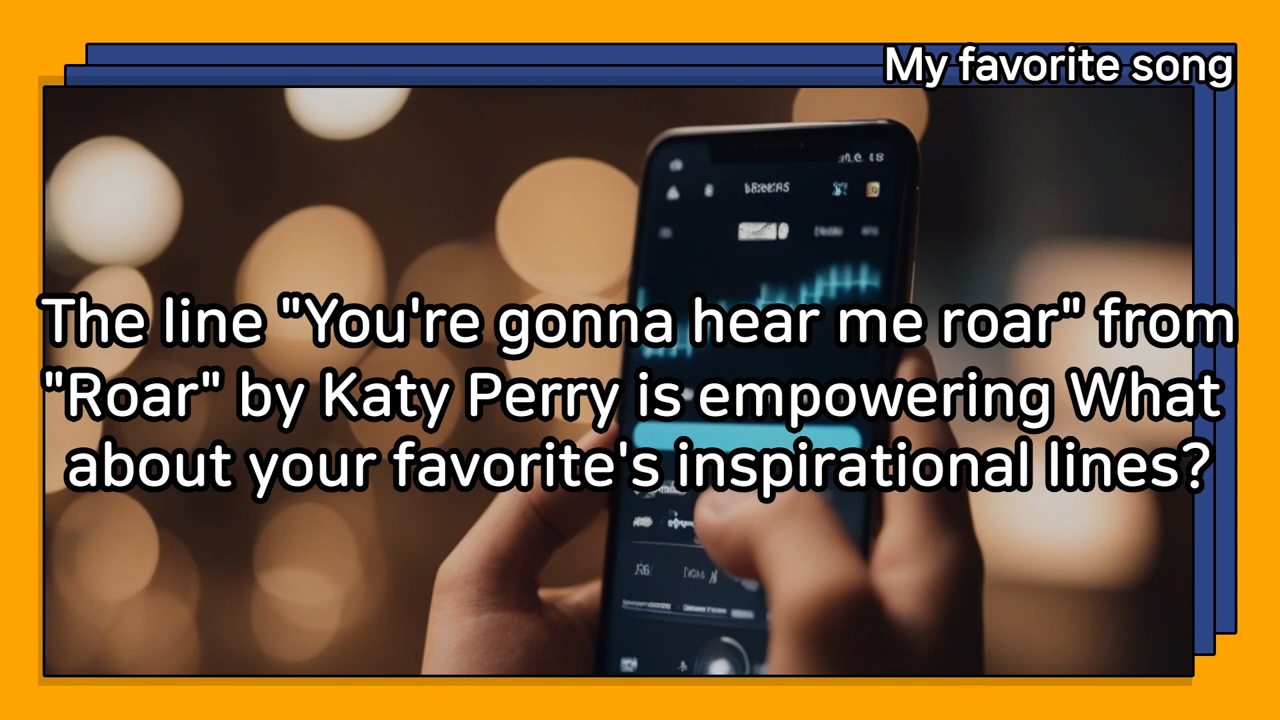 My favorite song
The line "You're gonna hear me roar" from
"Roar" by Katy Perry is empowering What
about your favorite's inspirational lines?